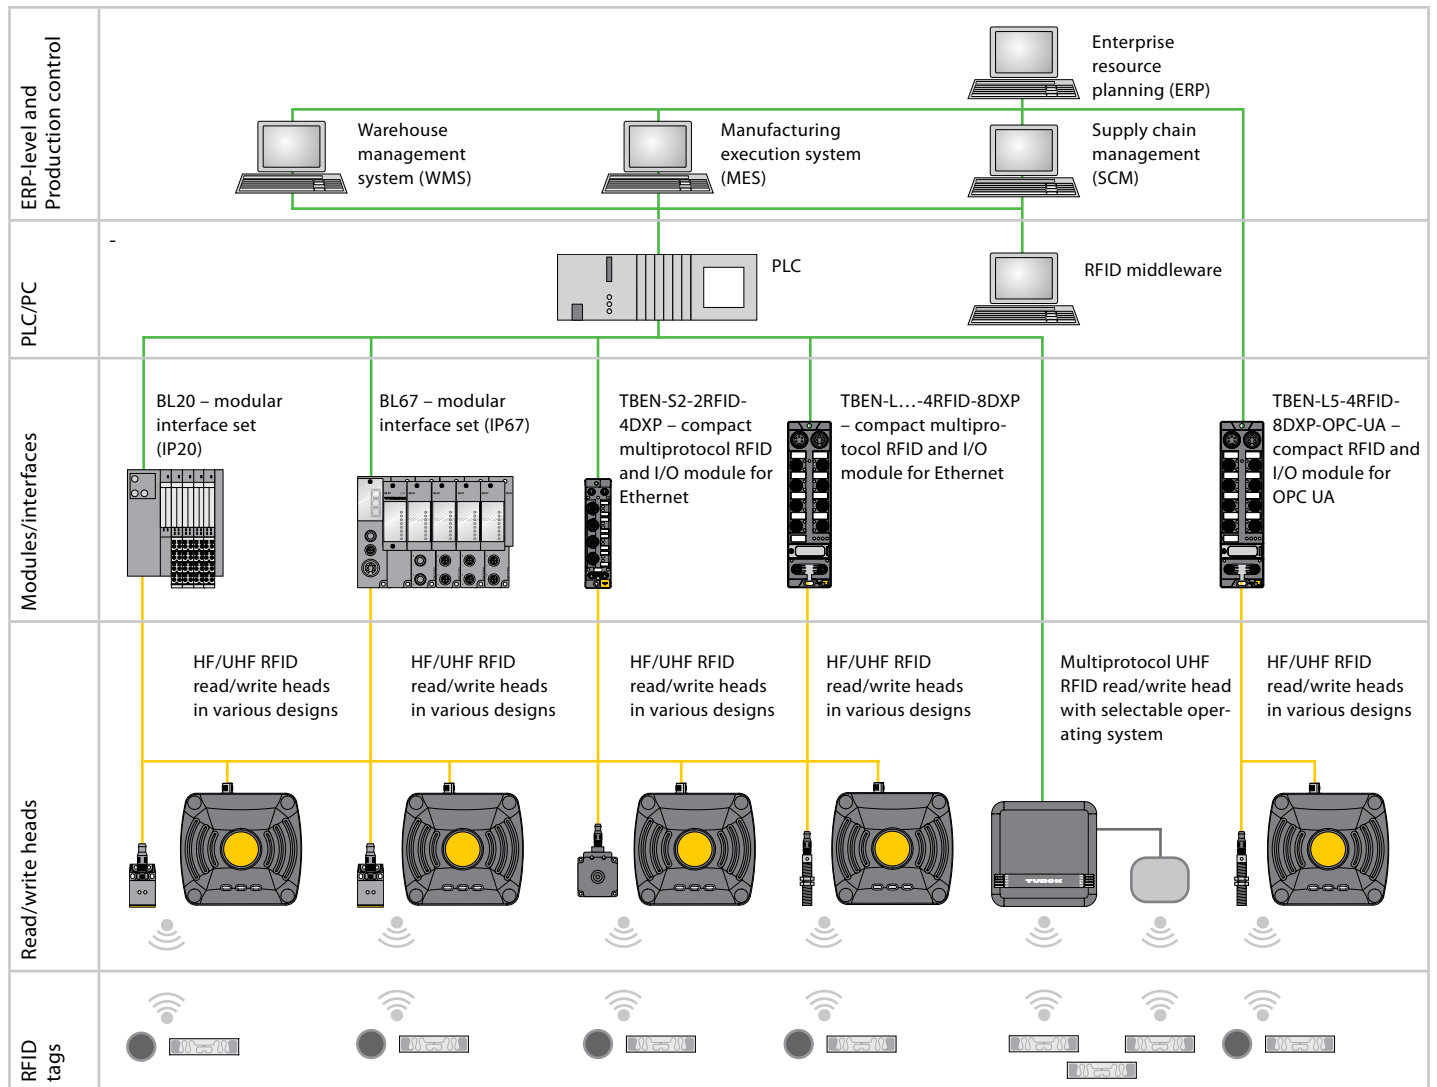 ERP-level and
Production control
Enterprise
resource
planning (ERP)
Warehouse
management
system (WMS)
Manufacturing
execution system
(MES)
Supply chain
management
(SCM)
PLC/PC
-
PLC
RFID middleware
Modules/interfaces
BL20 – modular
interface set
(IP20)
BL67 – modular
interface set (IP67)
TBEN-S2-2RFID-
4DXP – compact
multiprotocol RFID
and I/O module for
Ethernet
TBEN-L…-4RFID-8DXP
– compact multipro-
tocol RFID and I/O
module for Ethernet
TBEN-L5-4RFID-
8DXP-OPC-UA –
compact RFID and
I/O module for
OPC UA
Read/write heads
HF/UHF RFID
read/write heads
in various designs
HF/UHF RFID
read/write heads
in various designs
HF/UHF RFID
read/write heads
in various designs
HF/UHF RFID
read/write heads
in various designs
Multiprotocol UHF
RFID read/write head
with selectable oper-
ating system
HF/UHF RFID
read/write heads
in various designs
TURCK
RFID
tags